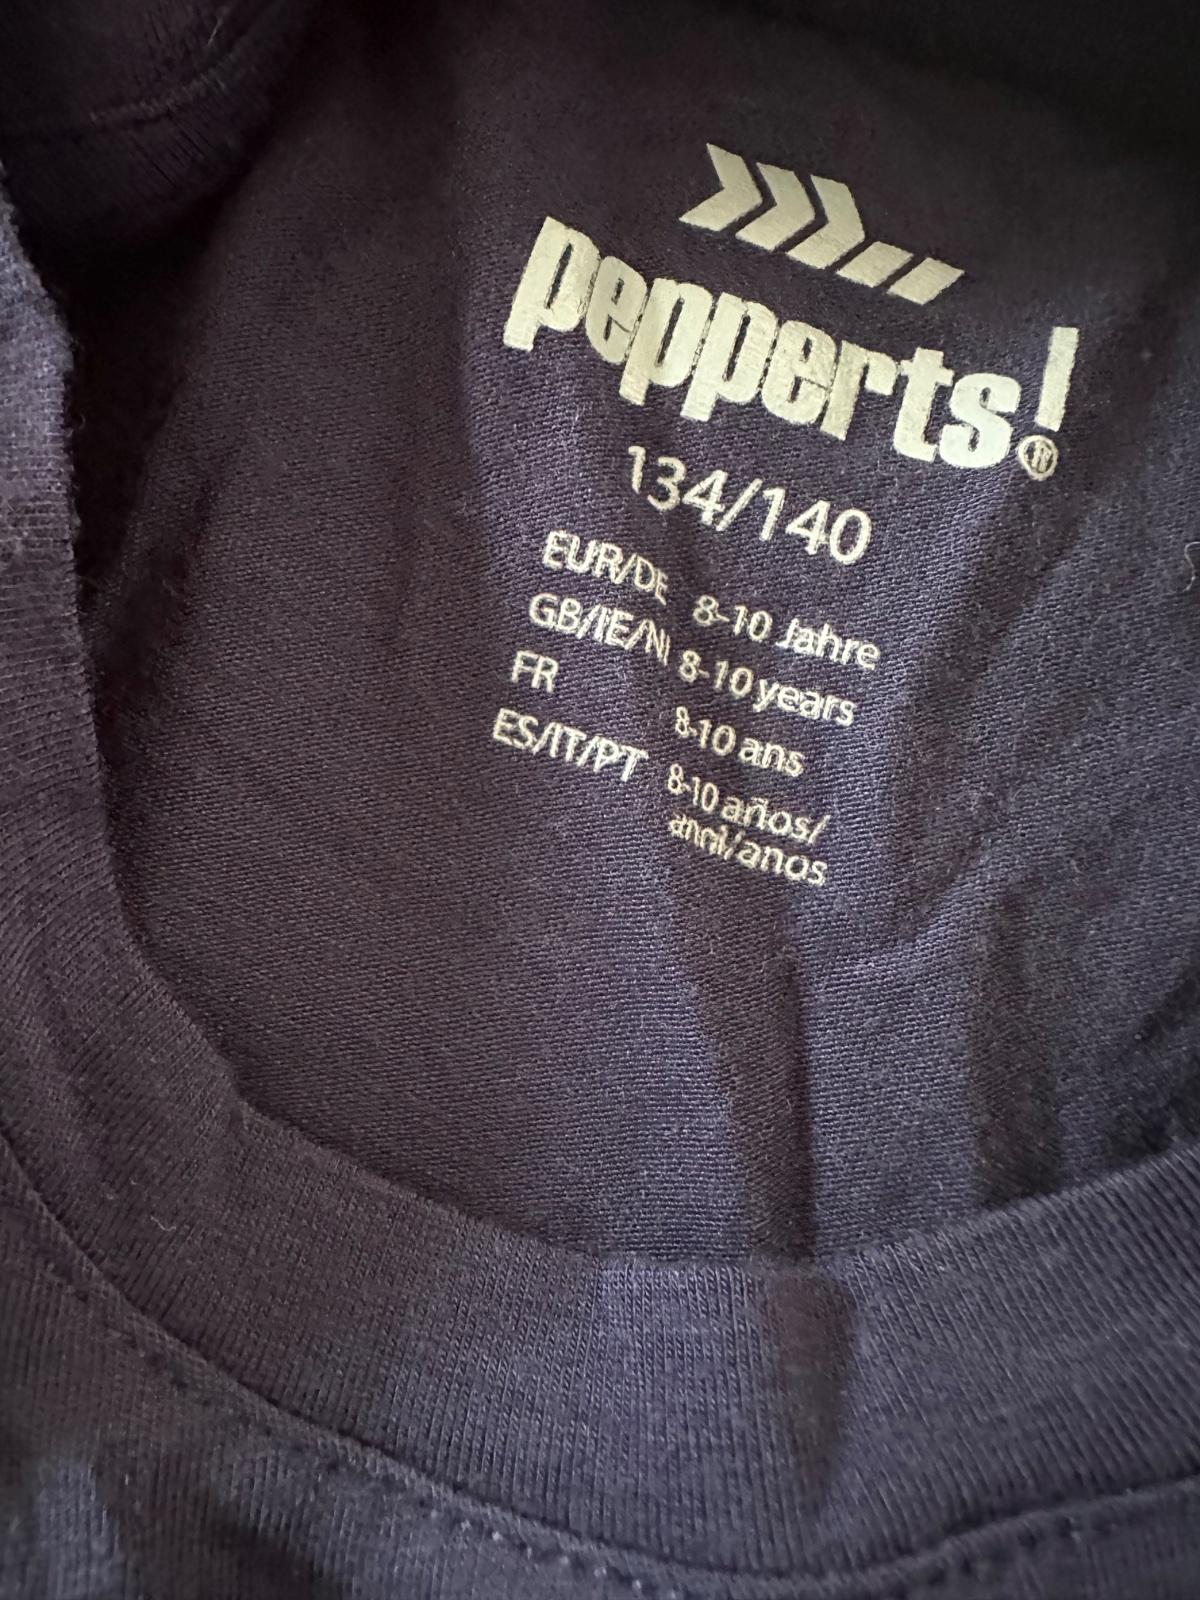 pepperts!®
134/140
EUR/DE 8-10 Jahre
GB/IE/NI 8-10 years
FR 8-10 ans
ES/IT/PT 8-10 años/
anni/anos